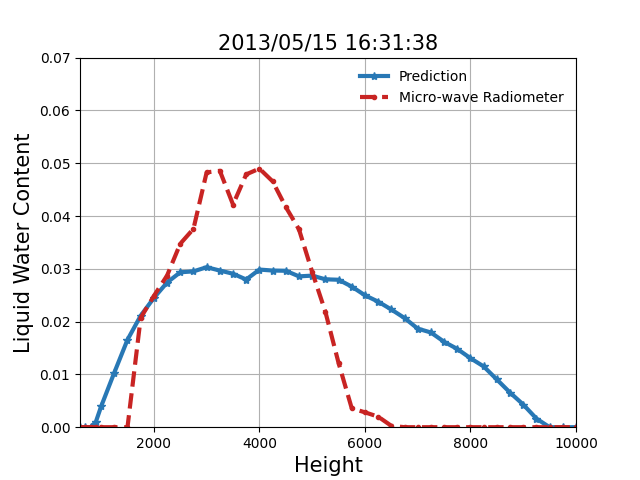 2013/05/15 16:31:38
Liquid Water Content
0.07
0.06
0.05
0.04
0.03
0.02
0.01
0.00
Prediction
Micro-wave Radiometer
2000 4000 6000 8000 10000
Height